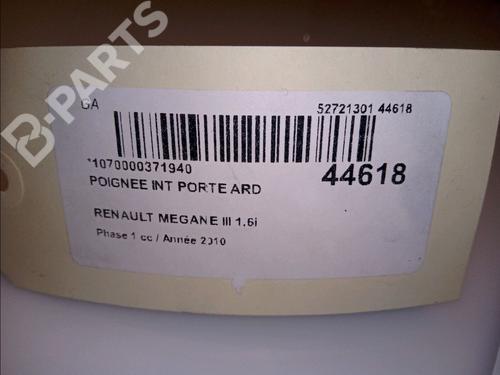 B-PARTS
GA 52721301 44618
*1070000371940
44618
POIGNEE INT PORTE ARD
RENAULT MEGANE III 1.6i
Phase 1 cc / Année 2010